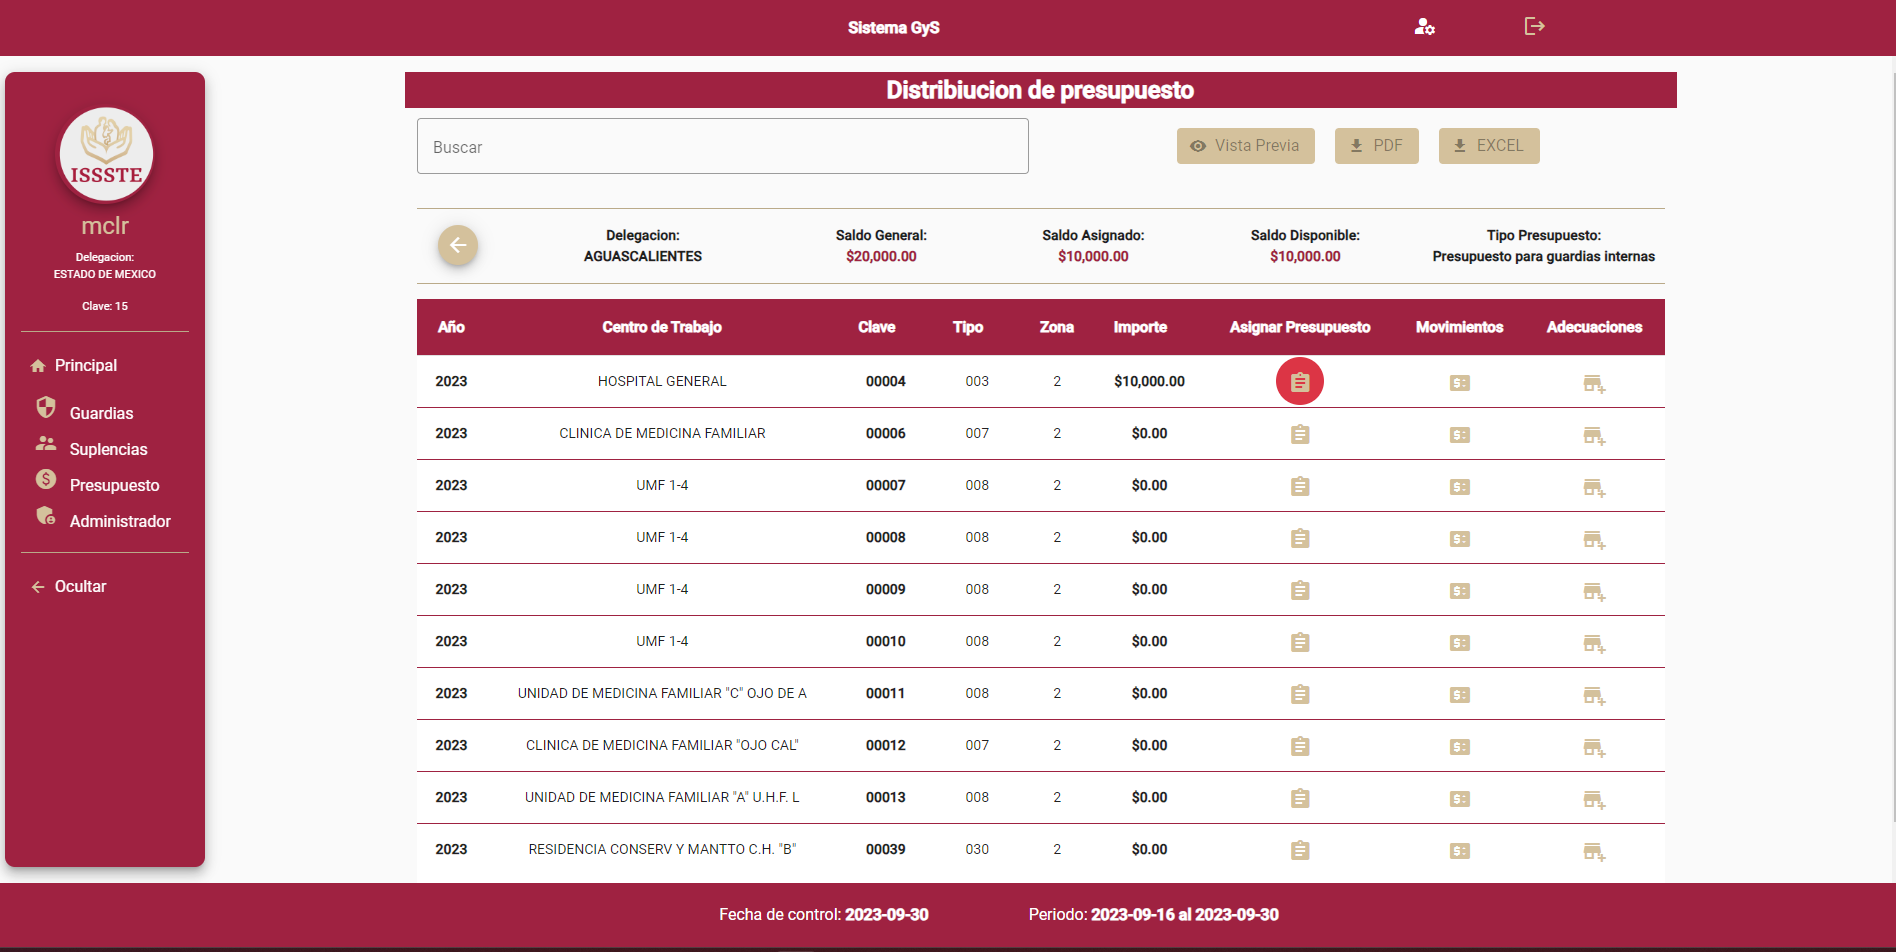 Sistema GyS
ISSSTE
mclr
Delegacion:
ESTADO DE MEXICO
Clave: 15
Principal
Guardias
Suplencias
Presupuesto
Administrador
Ocultar
Distribiucion de presupuesto
Buscar
Vista Previa PDF EXCEL
Delegacion: Saldo General: Saldo Asignado: Saldo Disponible: Tipo Presupuesto:
AGUASCALIENTES $20,000.00 $10,000.00 $10,000.00 Presupuesto para guardias internas
Año Centro de Trabajo Clave Tipo Zona Importe Asignar Presupuesto Movimientos Adecuaciones
2023 HOSPITAL GENERAL 00004 003 2 $10,000.00
2023 CLINICA DE MEDICINA FAMILIAR 00006 007 2 $0.00
2023 UMF 1-4 00007 008 2 $0.00
2023 UMF 1-4 00008 008 2 $0.00
2023 UMF 1-4 00009 008 2 $0.00
2023 UMF 1-4 00010 008 2 $0.00
2023 UNIDAD DE MEDICINA FAMILIAR "C" OJO DE A 00011 008 2 $0.00
2023 CLINICA DE MEDICINA FAMILIAR "OJO CAL" 00012 007 2 $0.00
2023 UNIDAD DE MEDICINA FAMILIAR "A" U.H.F. L 00013 008 2 $0.00
2023 RESIDENCIA CONSERV Y MANTTO C.H. "B" 00039 030 2 $0.00
Fecha de control: 2023-09-30 Periodo: 2023-09-16 al 2023-09-30